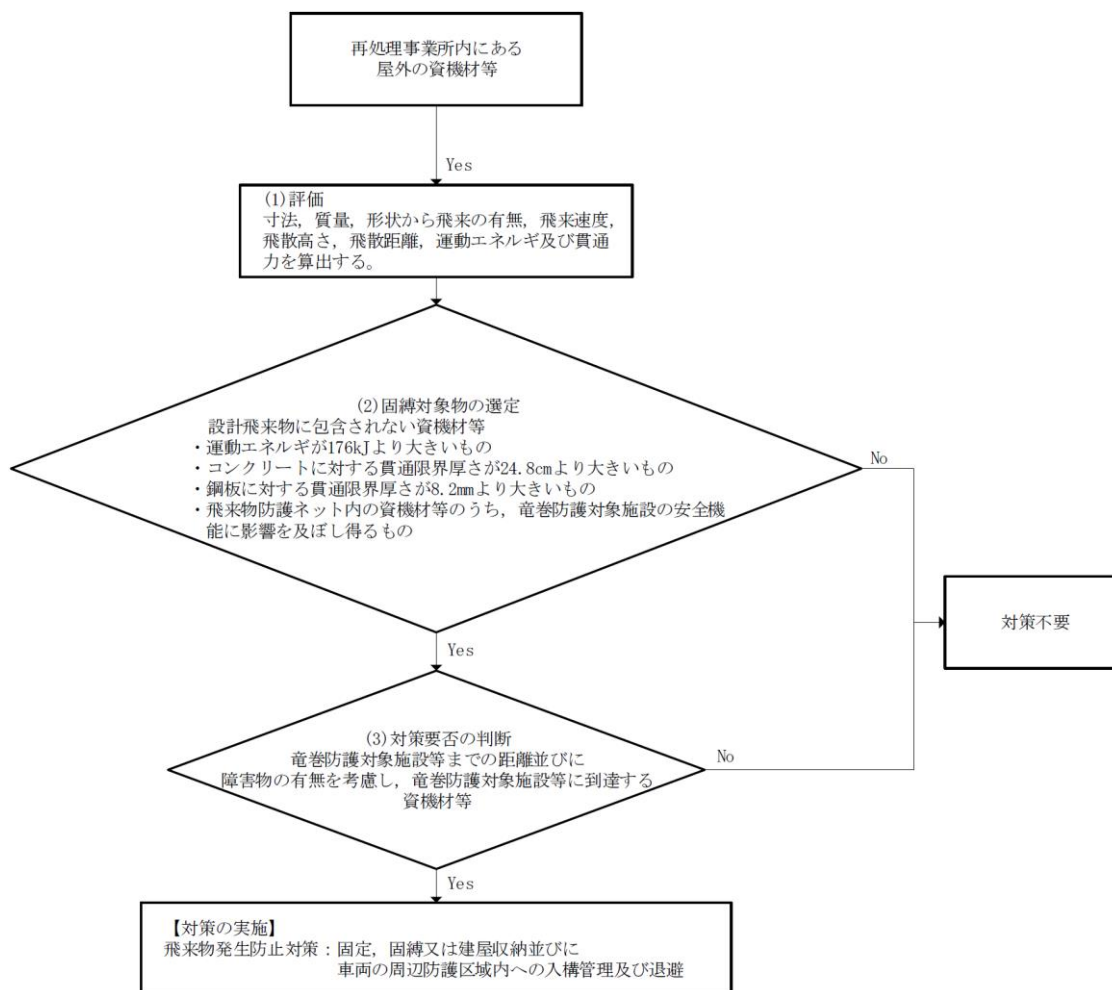 再処理事業所内にある
屋外の資機材等
Yes
(1)評価
寸法，質量，形状から飛来の有無，飛来速度，
飛散高さ，飛散距離，運動エネルギ及び貫通
力を算出する。
(2)固縛対象物の選定
設計飛来物に包含されない資機材等
・運動エネルギが176kJより大きいもの
・コンクリートに対する貫通限界厚さが24.8cmより大きいもの
・鋼板に対する貫通限界厚さが8.2mmより大きいもの
・飛来物防護ネット内の資機材等のうち，竜巻防護対象施設の安全機
能に影響を及ぼし得るもの
No
対策不要
Yes
(3)対策要否の判断
竜巻防護対象施設等までの距離並びに
障害物の有無を考慮し，竜巻防護対象施設等に到達する
資機材等
No
Yes
【対策の実施】
飛来物発生防止対策：固定，固縛又は建屋収納並びに
車両の周辺防護区域内への入構管理及び退避